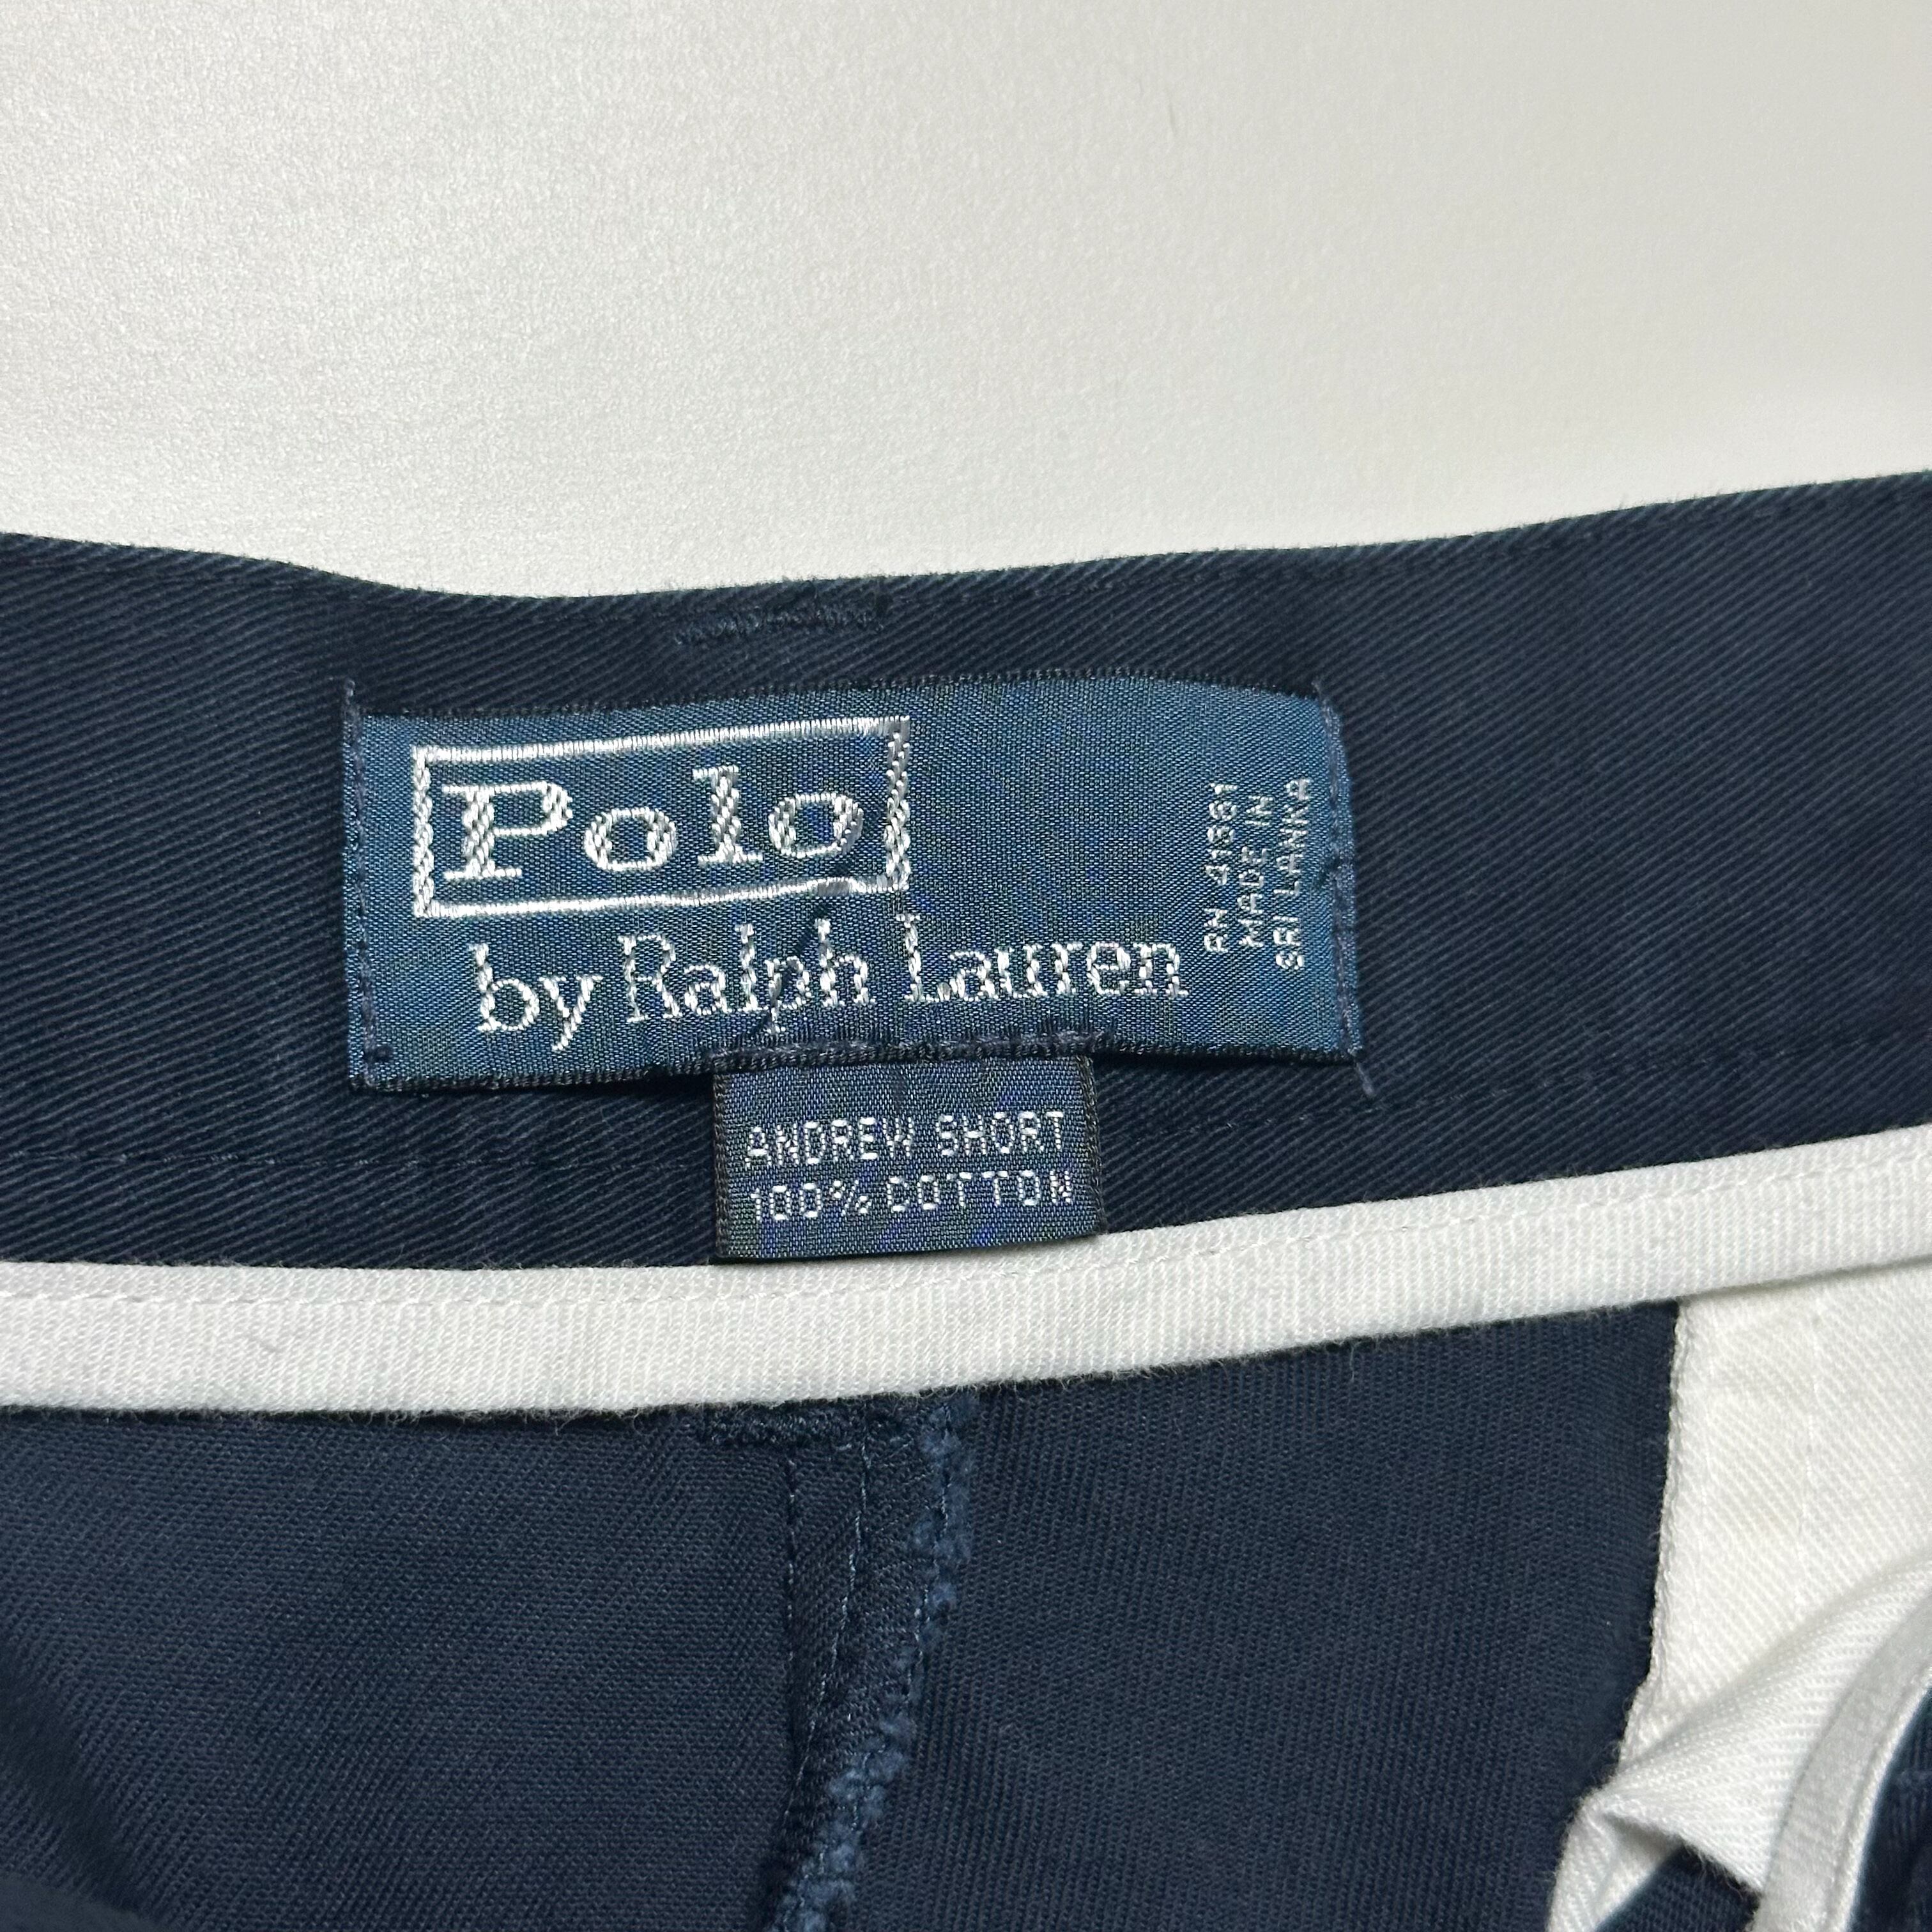 Polo
by Ralph Lauren
RN 41381
MADE IN
SRI LANKA
ANDREW SHORT
100% COTTON